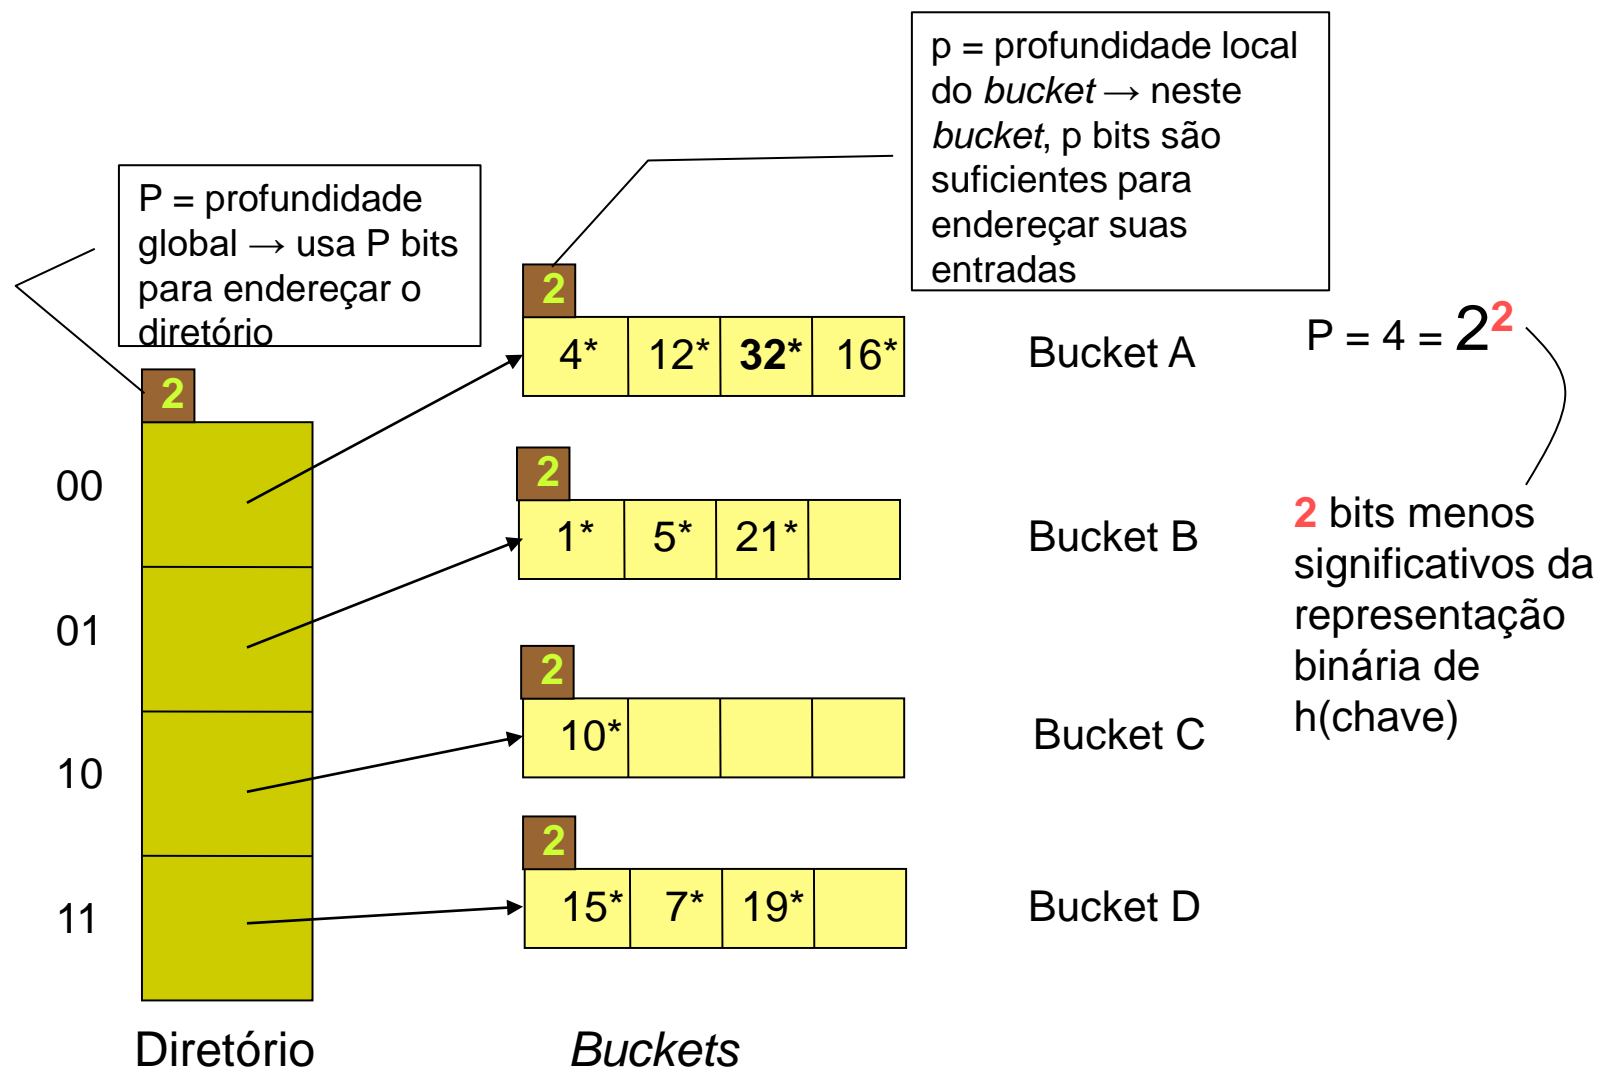 p = profundidade local
do bucket → neste
bucket, p bits são
suficientes para
endereçar suas
entradas
P = profundidade
global → usa P bits
para endereçar o
diretório
2
2
4* 12* 32* 16*
Bucket A
P = 4 = 2²
00
2
1* 5* 21*
Bucket B
2 bits menos
significativos da
representação
binária de
h(chave)
01
2
10*
Bucket C
10
2
15* 7* 19*
Bucket D
11
Diretório
Buckets